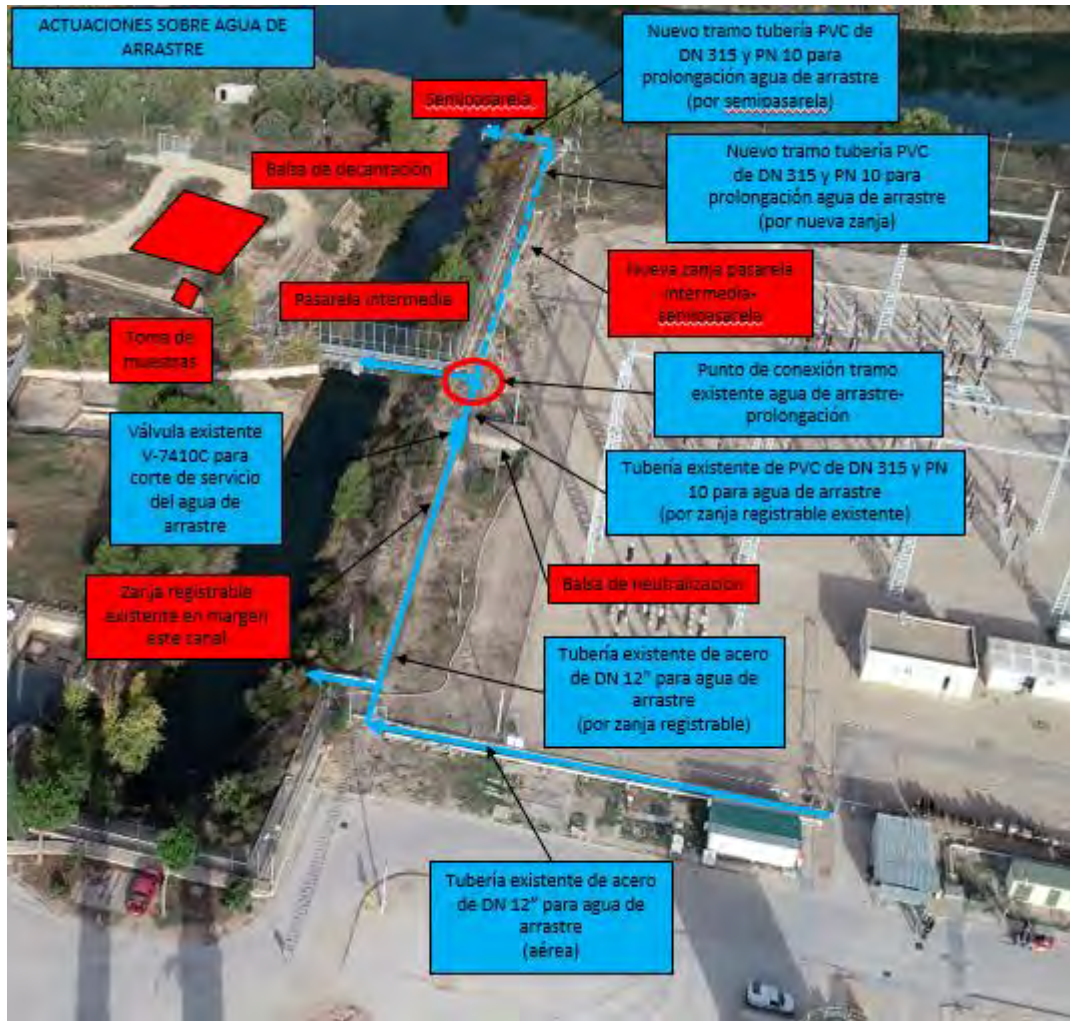 ACTUACIONES SOBRE AGUA DE
ARRASTRE
Nuevo tramo tubería PVC de
DN 315 y PN 10 para
prolongación agua de arrastre
(por semipasarela)
Semipasarela
Nuevo tramo tubería PVC
de DN 315 y PN 10 para
prolongación agua de arrastre
(por nueva zanja)
Balsa de decantación
Nueva zanja pasarela
intermedia-
semipasarela
Pasarela intermedia
Toma de
muestras
Punto de conexión tramo
existente agua de arrastre-
prolongación
Válvula existente
V-7410C para
corte de servicio
del agua de
arrastre
Tubería existente de PVC de DN 315 y PN
10 para agua de arrastre
(por zanja registrable existente)
Zanja registrable
existente en margen
este canal
Balsa de neutralización
Tubería existente de acero
de DN 12" para agua de
arrastre
(por zanja registrable)
Tubería existente de acero
de DN 12" para agua de
arrastre
(aérea)